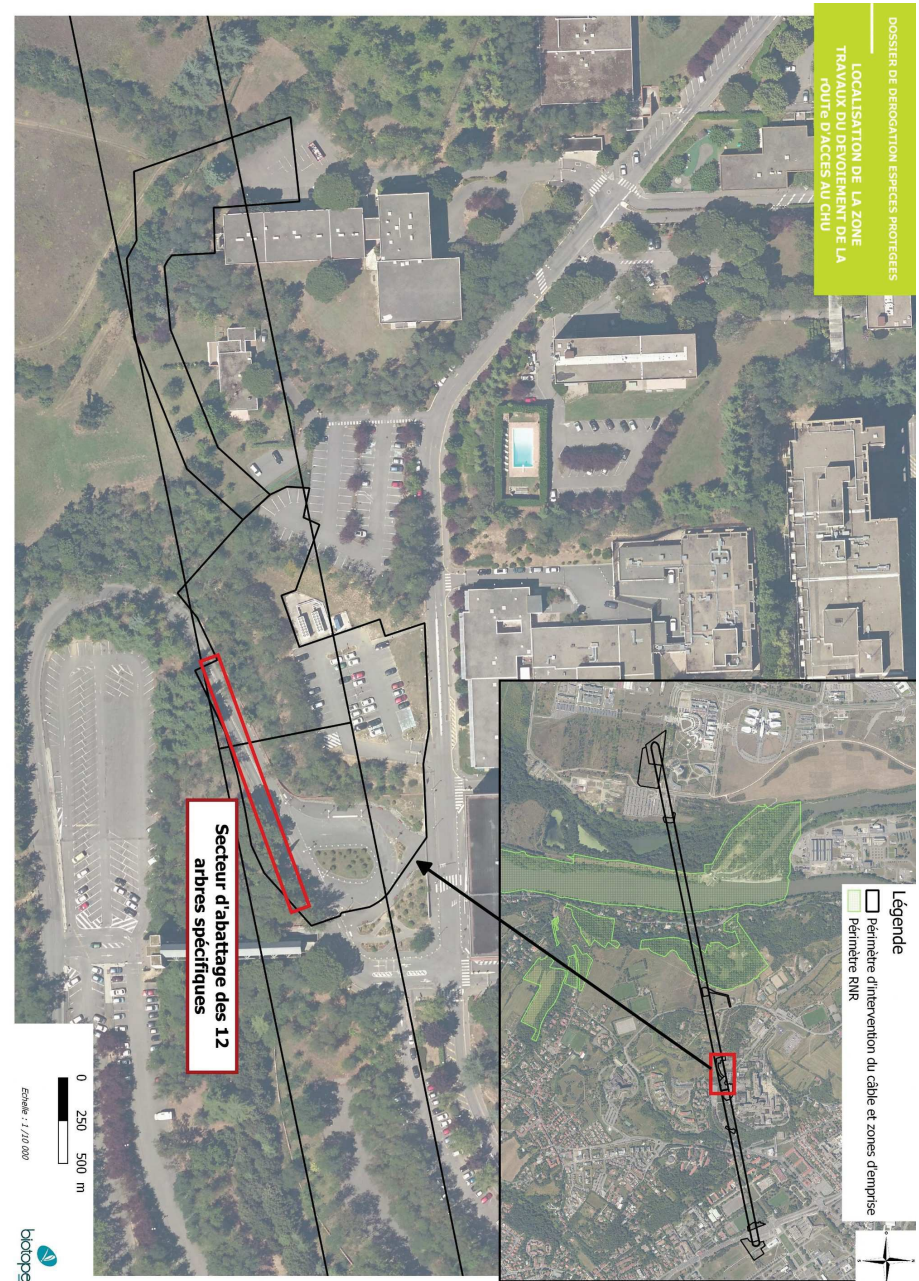 DOSSIER DE DEROGATION ESPECES PROTEGEES
LOCALISATION DE LA ZONE
TRAVAUX DU DEVOIEMENT DE LA
rOUTe D'ACCES AU CHU
Légende
Périmètre d'intervention du câble et zones d'emprise
Périmètre RNR
Secteur d'abattage des 12
arbres spécifiques
0 250 500 m
Echelle : 1 /10 000
biotope